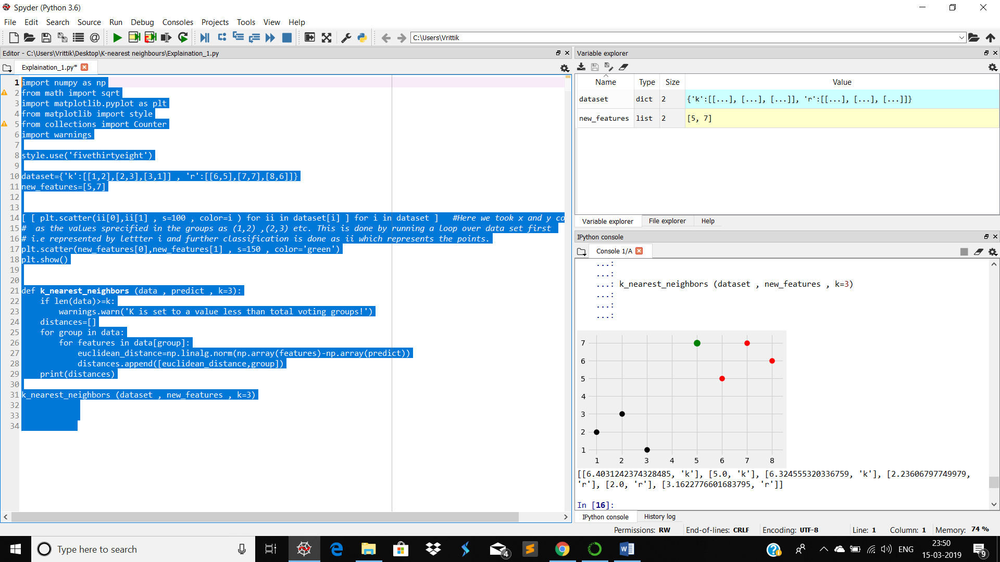 Spyder (Python 3.6)
File Edit Search Source Run Debug Consoles Projects Tools View Help
C:\Users\Vrittik
Editor - C:\Users\Vrittik\Desktop\K-nearest neighbours\Explaination_1.py
Explaination_1.py*
1 import numpy as np
2 from math import sqrt
3 import matplotlib.pyplot as plt
4 from matplotlib import style
5 from collections import Counter
6 import warnings
7
8 style.use('fivethirtyeight')
9
10 dataset={'k':[[1,2],[2,3],[3,1]] , 'r':[[6,5],[7,7],[8,6]]}
11 new_features=[5,7]
12
13
14 [ [ plt.scatter(ii[0],ii[1] , s=100 , color=i ) for ii in dataset[i] ] for i in dataset ]   #Here we took x and y co
15 #  as the values sprecified in the groups as (1,2) ,(2,3) etc. This is done by running a loop over data set first
16 # i.e represented by lettter i and further classification is done as ii which represents the points.
17 plt.scatter(new_features[0],new_features[1] , s=150 , color='green')
18 plt.show()
19
20
21 def k_nearest_neighbors (data , predict , k=3):
22     if len(data)>=k:
23         warnings.warn('K is set to a value less than total voting groups!')
24     distances=[]
25     for group in data:
26         for features in data[group]:
27             euclidean_distance=np.linalg.norm(np.array(features)-np.array(predict))
28             distances.append([euclidean_distance,group])
29     print(distances)
30
31 k_nearest_neighbors (dataset , new_features , k=3)
32
33
34
Variable explorer
Name Type Size Value
dataset dict 2 {'k':[[...], [...], [...]], 'r':[[...], [...], [...]]}
new_features list 2 [5, 7]
Variable explorer File explorer Help
IPython console
Console 1/A
...:
...:
...: k_nearest_neighbors (dataset , new_features , k=3)
...:
...:
...:
7
6
5
4
3
2
1
1 2 3 4 5 6 7 8
[[6.4031242374328485, 'k'], [5.0, 'k'], [6.324555320336759, 'k'], [2.23606797749979,
'r'], [2.0, 'r'], [3.1622776601683795, 'r']]
In [16]:
IPython console History log
Permissions: RW End-of-lines: CRLF Encoding: UTF-8 Line: 1 Column: 1 Memory: 74 %
Type here to search
4
ENG
23:50
15-03-2019
9